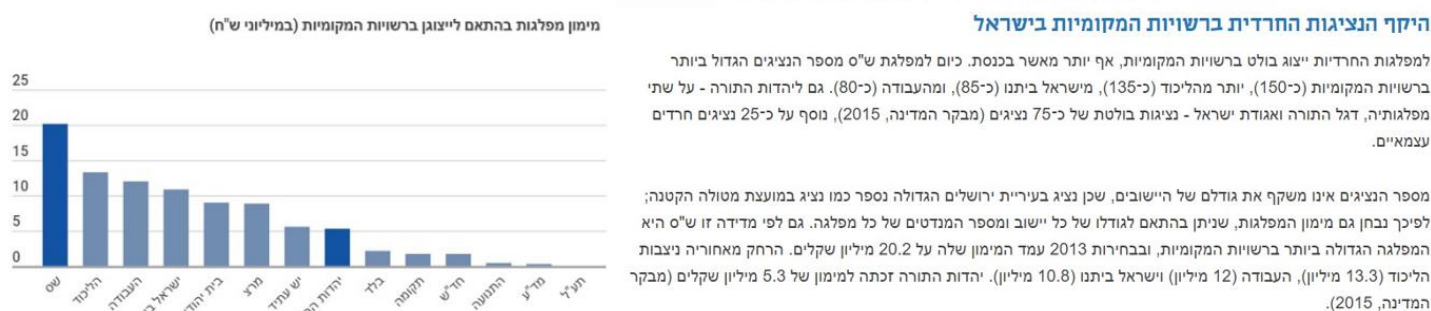 היקף הנציגות החרדית ברשויות המקומיות בישראל
למפלגות החרדיות ייצוג בולט ברשויות המקומיות, אף יותר מאשר בכנסת. כיום למפלגת ש"ס מספר הנציגים הגדול ביותר
ברשויות המקומיות (כ-150), יותר מהליכוד (כ-135), מישראל ביתנו (כ-85), ומהעבודה (כ-80). גם ליהדות התורה - על שתי
מפלגותיה, דגל התורה ואגודת ישראל - נציגות בולטת של כ-75 נציגים (מבקר המדינה, 2015), נוסף על כ-25 נציגים חרדים
עצמאיים.
מספר הנציגים אינו משקף את גודלם של היישובים, שכן נציג בעיריית ירושלים הגדולה נספר כמו נציג במועצת מטולה הקטנה;
לפיכך נבחן גם מימון המפלגות, שניתן בהתאם לגודלו של כל יישוב ומספר המנדטים של כל מפלגה. גם לפי מדידה זו ש"ס היא
המפלגה הגדולה ביותר ברשויות המקומיות, ובבחירות 2013 עמד המימון שלה על 20.2 מיליון שקלים. הרחק מאחוריה ניצבות
הליכוד (13.3 מיליון), העבודה (12 מיליון) וישראל ביתנו (10.8 מיליון). יהדות התורה זכתה למימון של 5.3 מיליון שקלים (מבקר
המדינה, 2015).
מימון מפלגות בהתאם לייצוגן ברשויות המקומיות (במיליוני ש"ח)
25
20
15
10
5
0
שס
הליכוד
העבודה
ישראל בי
בית יהודי
מרצ
יש עתיד
יהדות הת
בלד
תקומה
חד"ש
התנועה
מד"ע
תע"ל